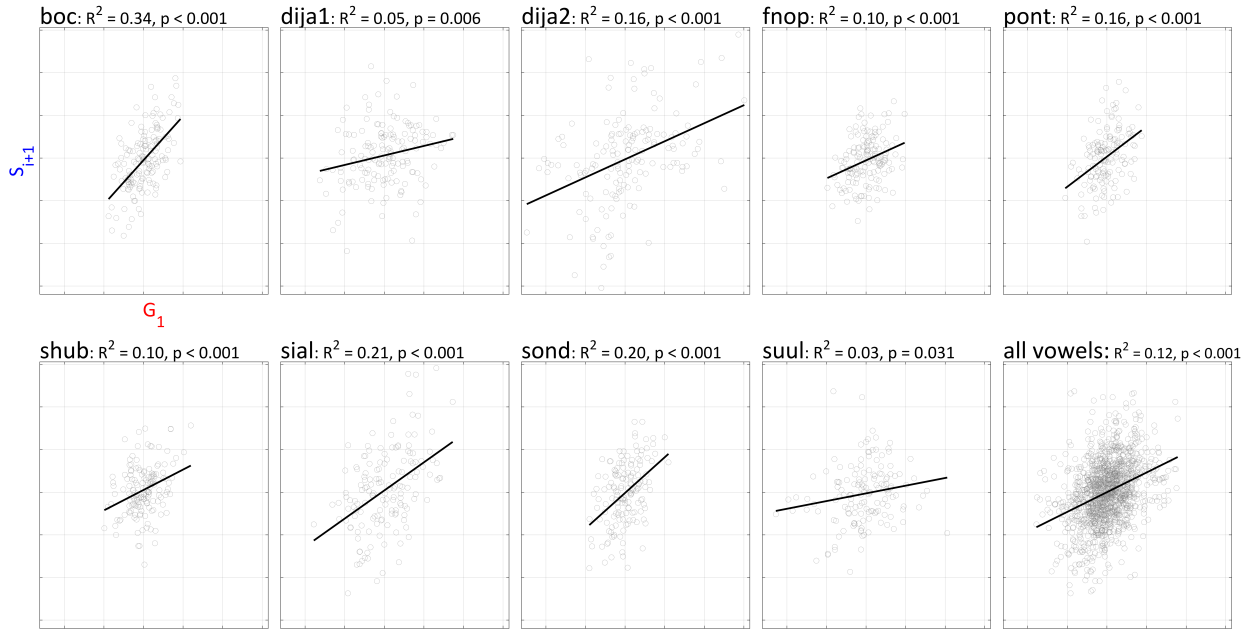 boc: R² = 0.34, p < 0.001
dija1: R² = 0.05, p = 0.006
dija2: R² = 0.16, p < 0.001
fnop: R² = 0.10, p < 0.001
pont: R² = 0.16, p < 0.001
S_{i+1}
G_1
shub: R² = 0.10, p < 0.001
sial: R² = 0.21, p < 0.001
sond: R² = 0.20, p < 0.001
suul: R² = 0.03, p = 0.031
all vowels: R² = 0.12, p < 0.001